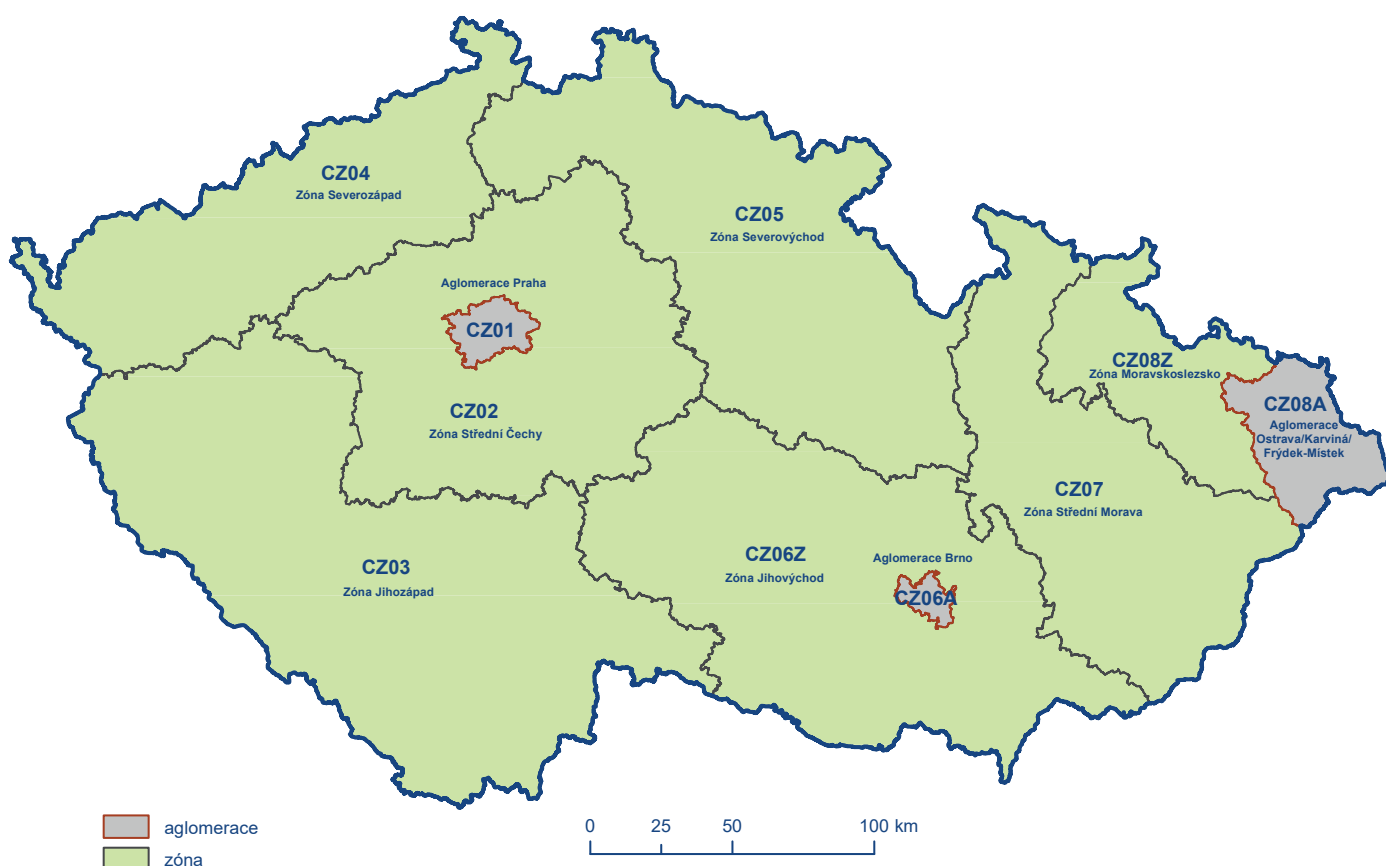 CZ04
Zóna Severozápad
CZ05
Zóna Severovýchod
Aglomerace Praha
CZ01
CZ02
Zóna Střední Čechy
CZ08Z
Zóna Moravskoslezsko
CZ08A
Aglomerace
Ostrava/Karviná/
Frýdek-Místek
CZ07
Zóna Střední Morava
CZ03
Zóna Jihozápad
CZ06Z
Zóna Jihovýchod
Aglomerace Brno
CZ06A
aglomerace
zóna
0 25 50 100 km